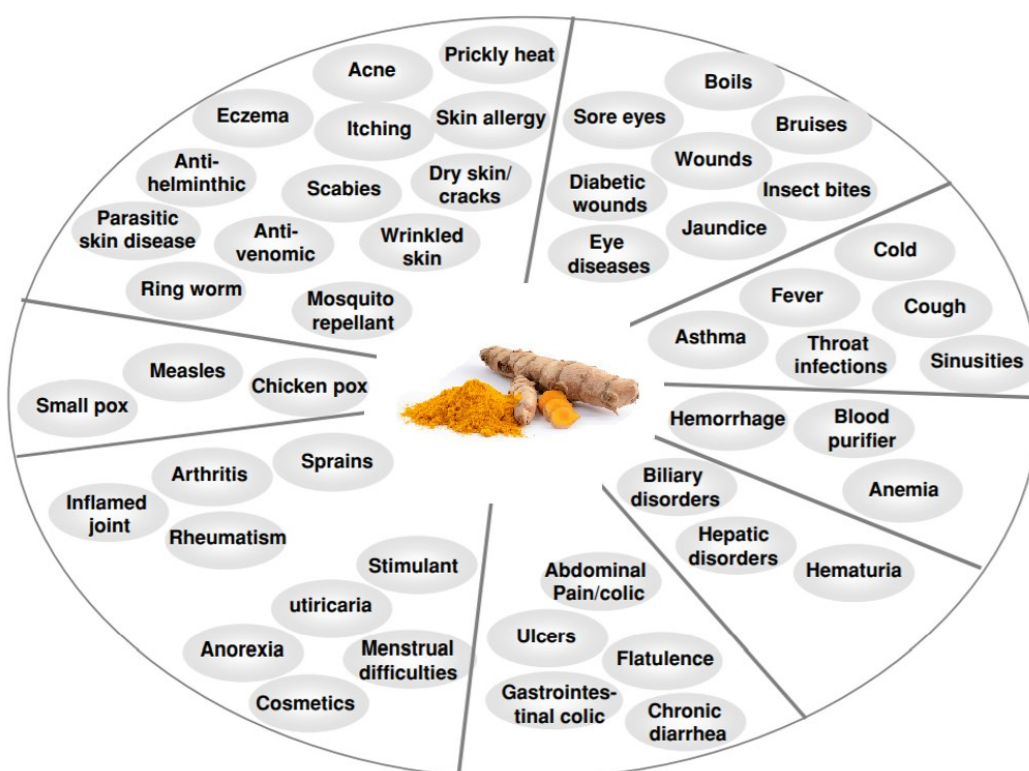 Acne
Prickly heat
Eczema
Itching
Skin allergy
Anti-
helminthic
Scabies
Dry skin/
cracks
Parasitic
skin disease
Anti-
venomic
Wrinkled
skin
Ring worm
Mosquito
repellant
Boils
Sore eyes
Bruises
Wounds
Diabetic
wounds
Insect bites
Jaundice
Eye
diseases
Cold
Fever
Cough
Asthma
Throat
infections
Sinusities
Hemorrhage
Blood
purifier
Anemia
Biliary
disorders
Hepatic
disorders
Hematuria
Abdominal
Pain/colic
Ulcers
Flatulence
Gastrointes-
tinal colic
Chronic
diarrhea
Measles
Chicken pox
Small pox
Sprains
Arthritis
Inflamed
joint
Rheumatism
Stimulant
utiricaria
Anorexia
Menstrual
difficulties
Cosmetics